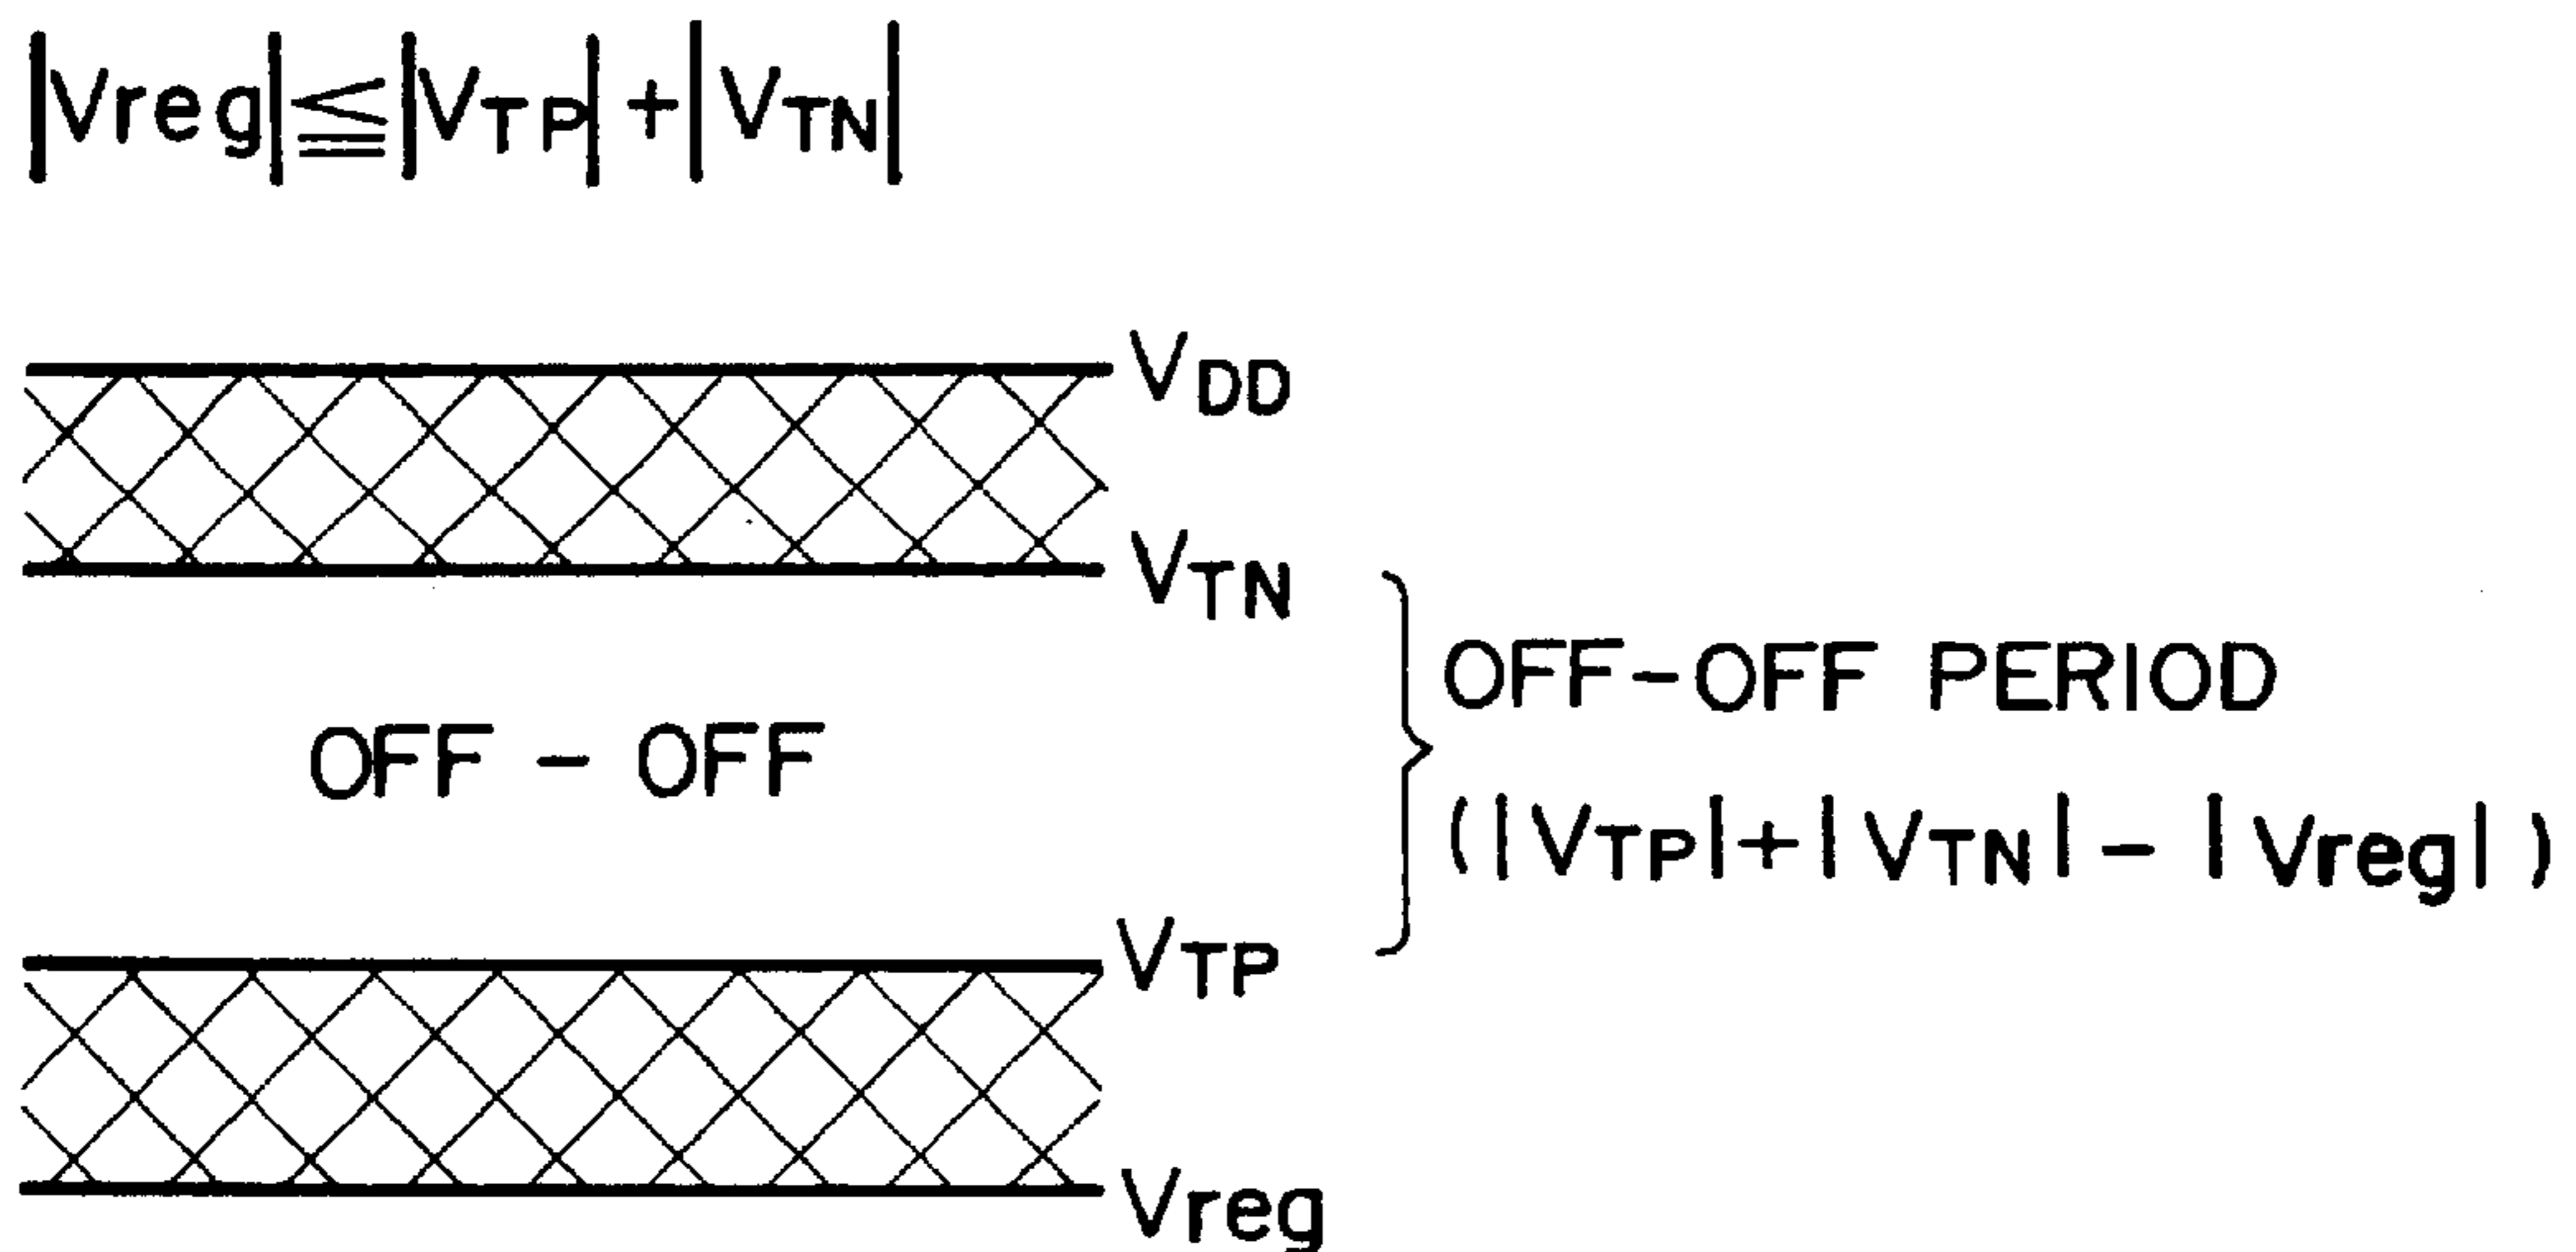 |Vreg|≦|VTP|+|VTN|
VDD
VTN
OFF-OFF PERIOD
OFF - OFF
(|VTP|+|VTN|-|Vreg|)
VTP
Vreg